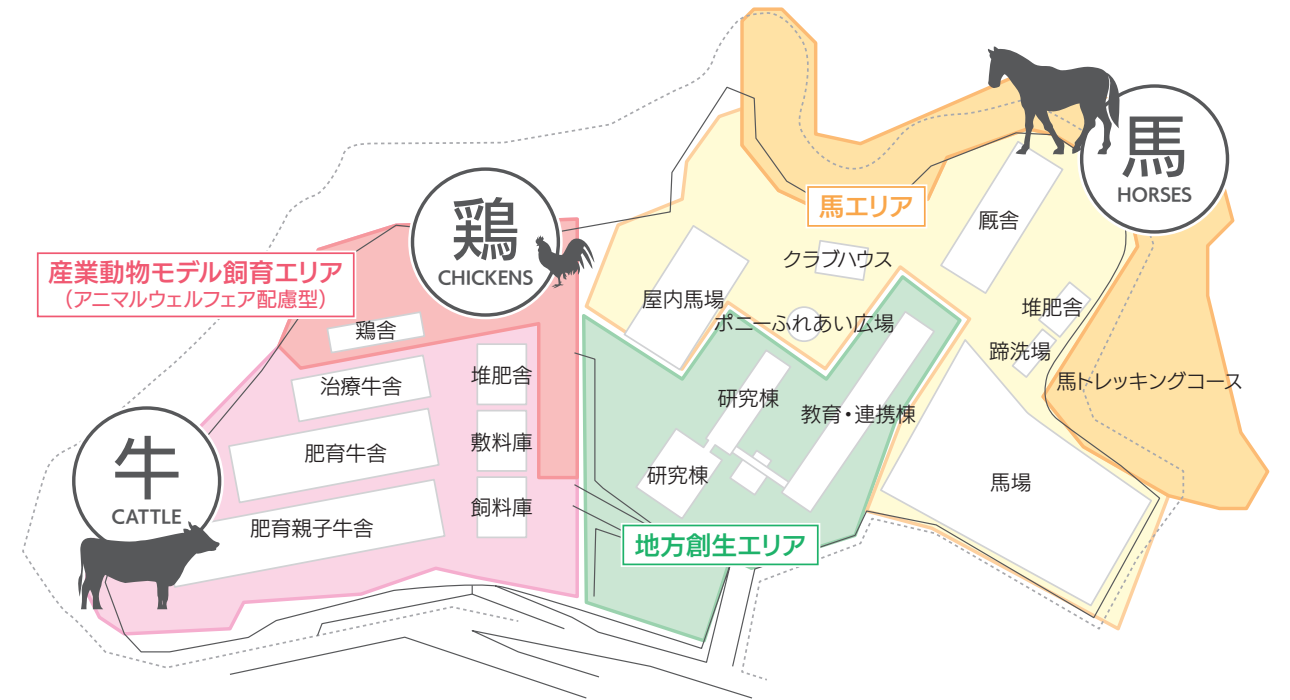 馬
HORSES
馬エリア
鶏
CHICKENS
厩舎
産業動物モデル飼育エリア
（アニマルウェルフェア配慮型）
クラブハウス
屋内馬場
堆肥舎
ポニーふれあい広場
鶏舎
蹄洗場
治療牛舎
堆肥舎
馬トレッキングコース
研究棟
教育・連携棟
敷料庫
肥育牛舎
牛
CATTLE
研究棟
馬場
飼料庫
肥育親子牛舎
地方創生エリア